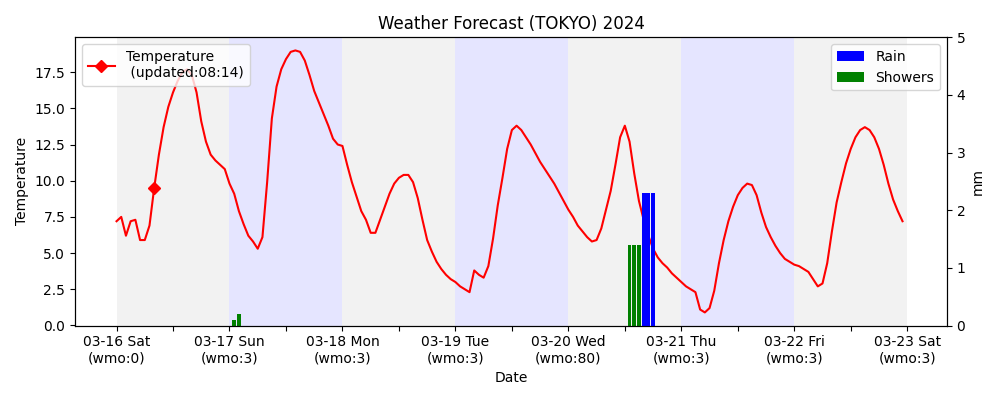 Weather Forecast (TOKYO) 2024
Temperature
(updated:08:14)
Rain
Showers
Temperature
17.5
15.0
12.5
10.0
7.5
5.0
2.5
0.0
5
4
3
2
1
0
mm
03-16 Sat
(wmo:0)
03-17 Sun
(wmo:3)
03-18 Mon
(wmo:3)
03-19 Tue
(wmo:3)
03-20 Wed
(wmo:80)
03-21 Thu
(wmo:3)
03-22 Fri
(wmo:3)
03-23 Sat
(wmo:3)
Date